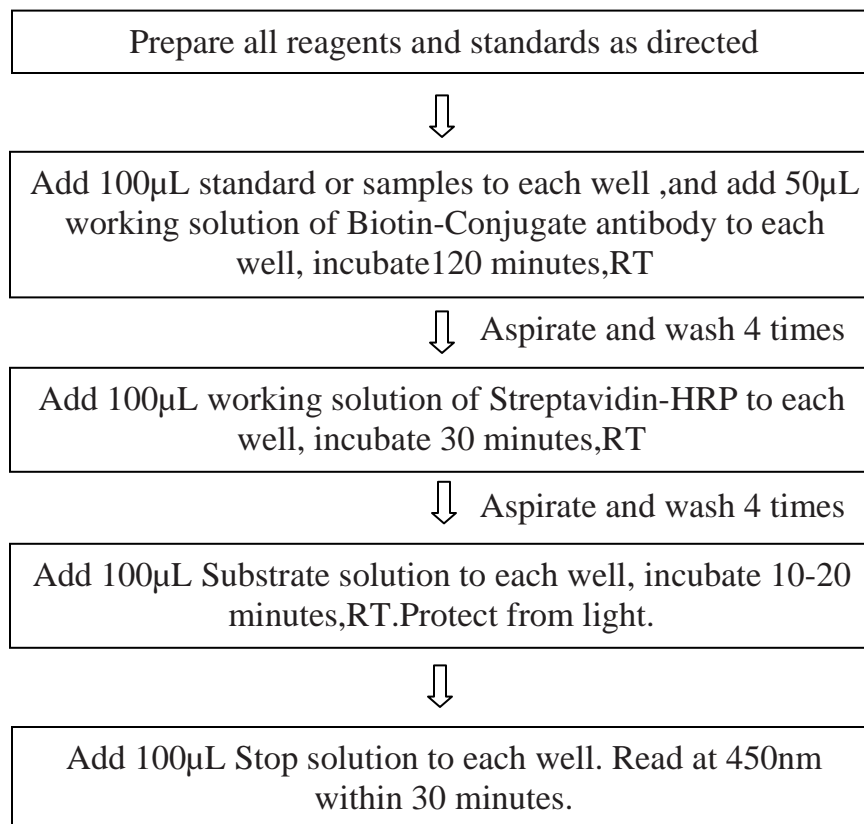 Prepare all reagents and standards as directed
Add 100µL standard or samples to each well ,and add 50µL
working solution of Biotin-Conjugate antibody to each
well, incubate120 minutes,RT
Aspirate and wash 4 times
Add 100µL working solution of Streptavidin-HRP to each
well, incubate 30 minutes,RT
Aspirate and wash 4 times
Add 100µL Substrate solution to each well, incubate 10-20
minutes,RT.Protect from light.
Add 100µL Stop solution to each well. Read at 450nm
within 30 minutes.